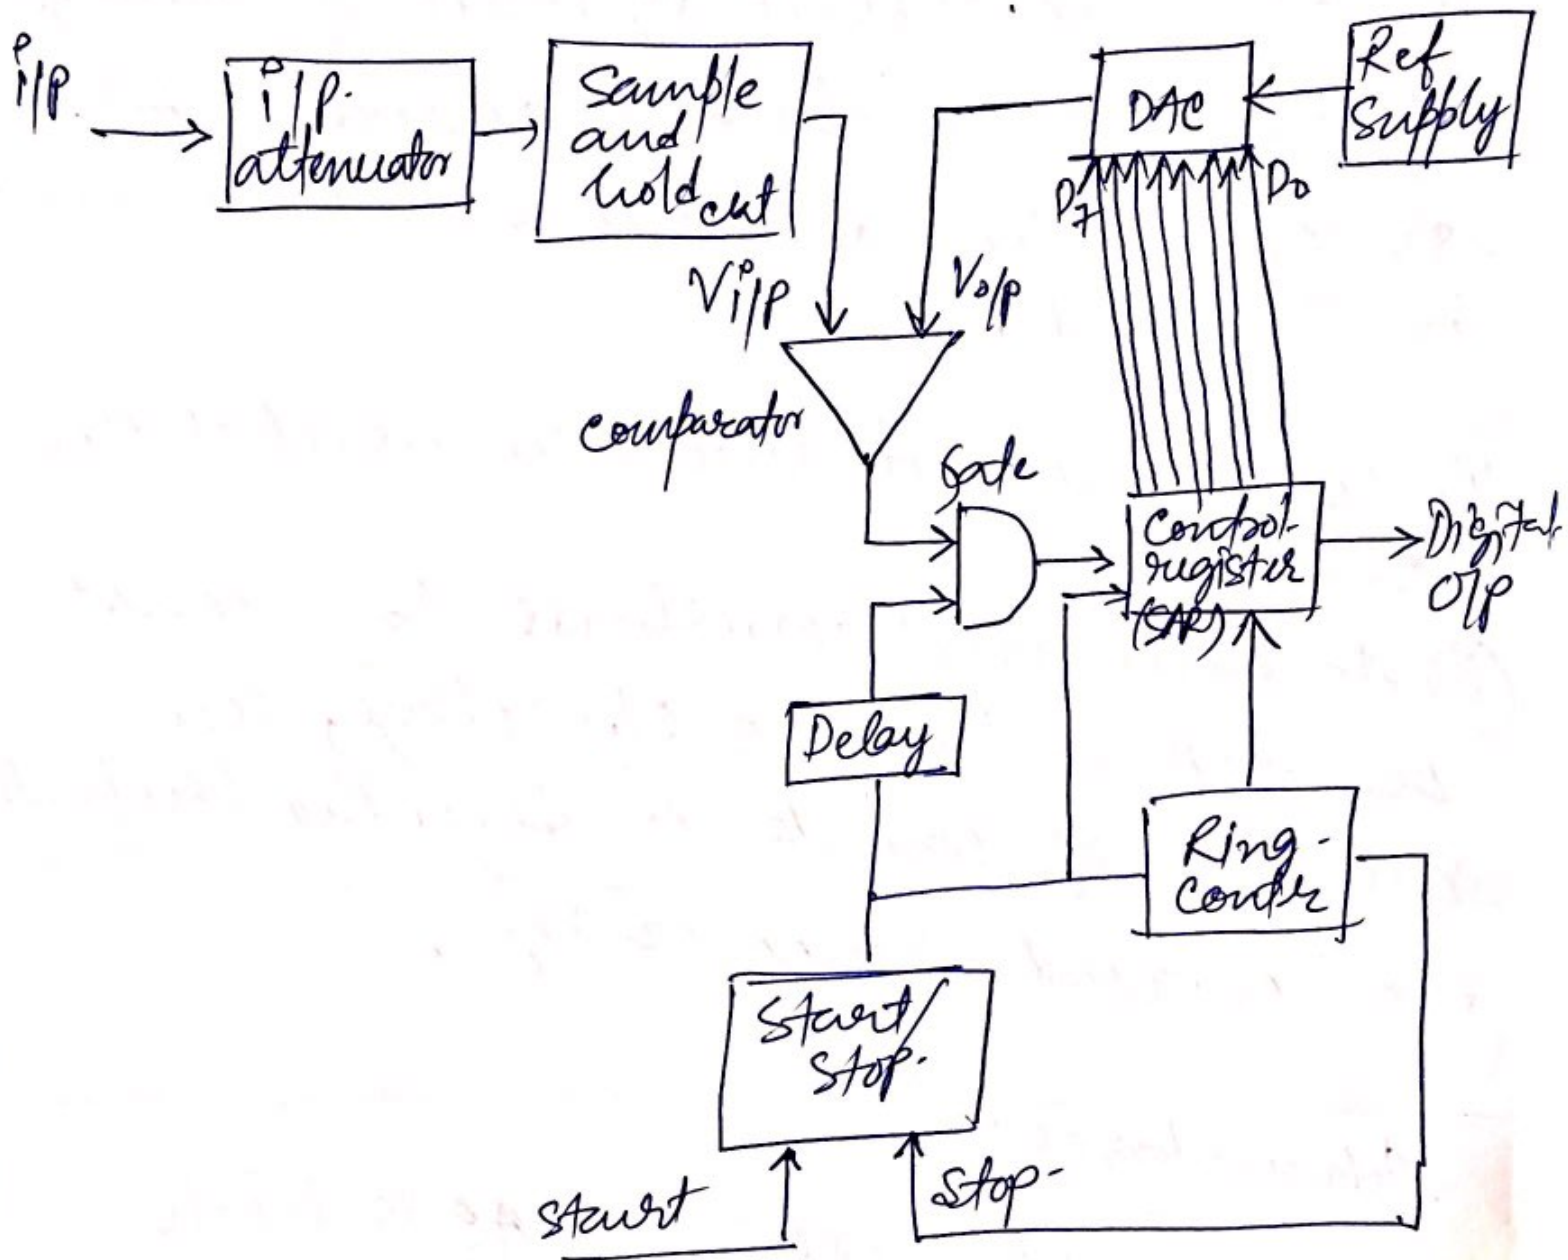 i/p
i/p.
attenuator
Sample
and
hold ckt
DAC
Ref
Supply
D7
D0
Vi/p
Vo/p
comparator
Gate
Control-
register
(SAR)
Digital
O/p
Delay
Ring-
Counter
Start/
Stop.
Start
Stop-